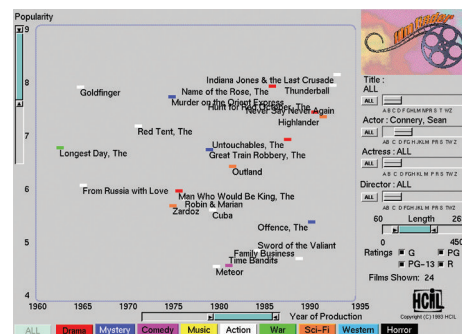 Popularity
9
8
7
6
5
4
1960
1965
1970
1975
1980
1985
1990
1995
Year of Production
Indiana Jones & the Last Crusade
Goldfinger
Name of the Rose, The
Thunderball
Murder on the Orient Express
Hunt for Red October, The
Never Say Never Again
Highlander
Red Tent, The
Untouchables, The
Longest Day, The
Great Train Robbery, The
Outland
From Russia with Love
Man Who Would Be King, The
Robin & Marian
Zardoz
Cuba
Offence, The
Sword of the Valiant
Family Business
Time Bandits
Meteor
ALL
Drama
Mystery
Comedy
Music
Action
War
Sci-Fi
Western
Horror
Title :
ALL
ALL
Actor : Connery, Sean
ALL
Actress : ALL
ALL
Director : ALL
ALL
60 Length 26
0 450
Ratings G PG
PG-13 R
Films Shown: 24
HCIL
Copyright (C) 1993 HCIL